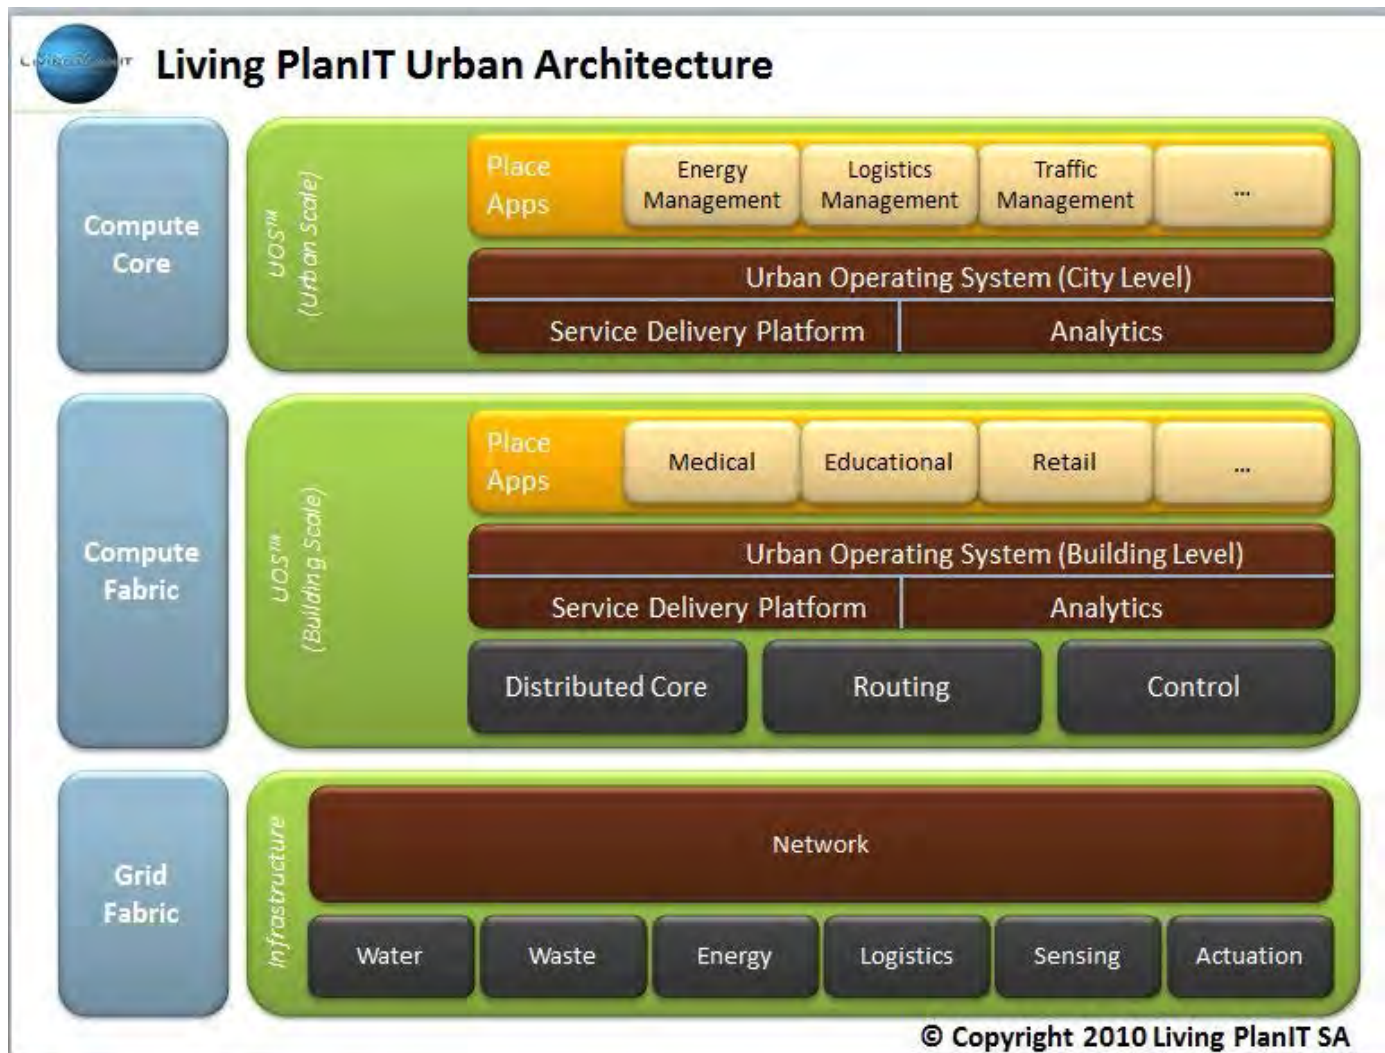 LIVING PLANIT
Living PlanIT Urban Architecture
Compute
Core
UOS™
(Urban Scale)
Place
Apps
Energy
Management
Logistics
Management
Traffic
Management
...
Urban Operating System (City Level)
Service Delivery Platform
Analytics
Compute
Fabric
UOS™
(Building Scale)
Place
Apps
Medical
Educational
Retail
...
Urban Operating System (Building Level)
Service Delivery Platform
Analytics
Distributed Core
Routing
Control
Grid
Fabric
Infrastructure
Network
Water
Waste
Energy
Logistics
Sensing
Actuation
© Copyright 2010 Living PlanIT SA